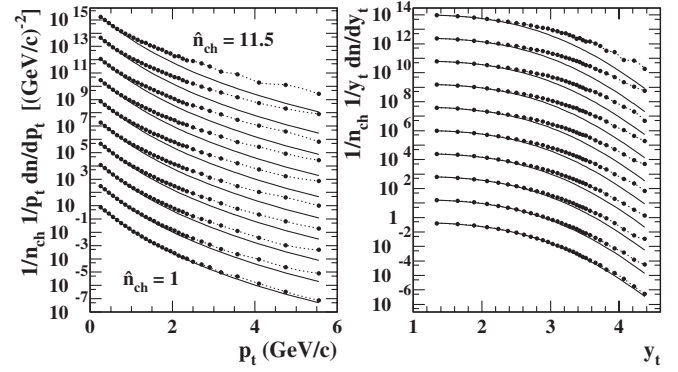 1/n_ch 1/p_t dn/dp_t [(GeV/c)^-2]
10^15
10^13
10^11
10^9
10^7
10^5
10^3
10
10^-1
10^-3
10^-5
10^-7
n̂_ch = 11.5
n̂_ch = 1
0 2 4 6
p_t (GeV/c)
1/n_ch 1/y_t dn/dy_t
10^14
10^12
10^10
10^8
10^6
10^4
10^2
1
10^-2
10^-4
10^-6
1 2 3 4
y_t